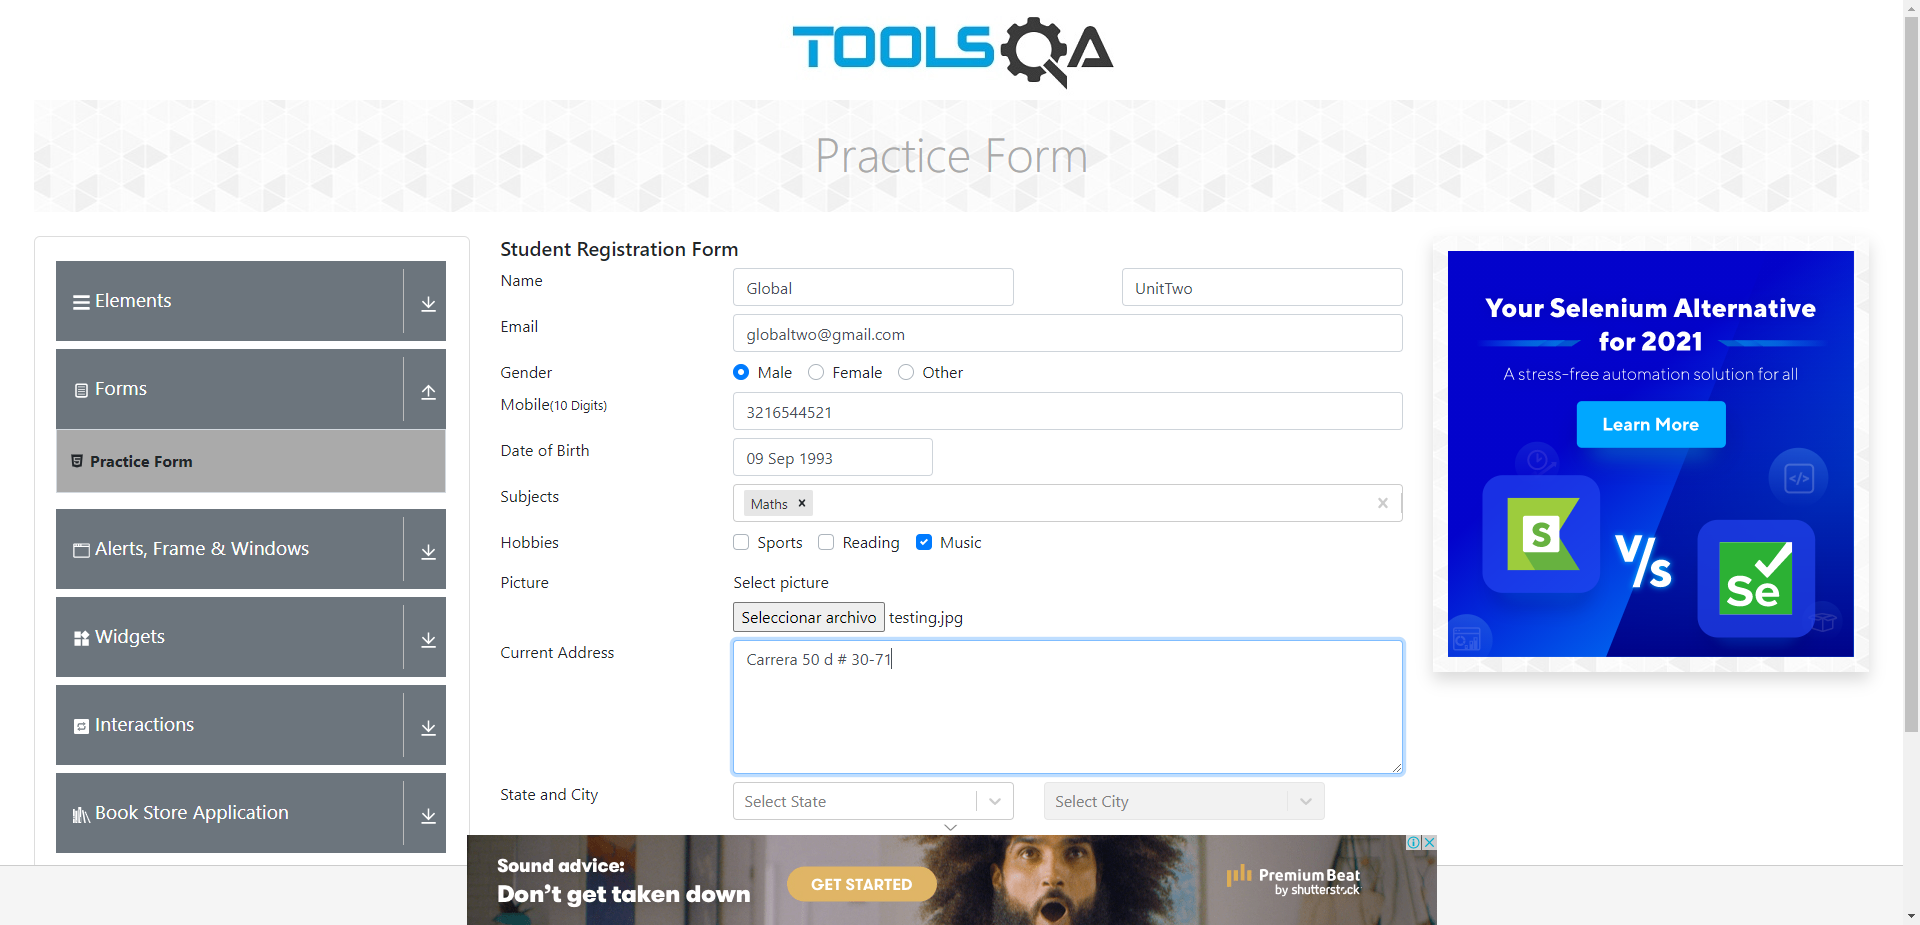 TOOLSQA
Practice Form
Elements
Forms
Practice Form
Alerts, Frame & Windows
Widgets
Interactions
Book Store Application
Student Registration Form
Name Global UnitTwo
Email globaltwo@gmail.com
Gender Male Female Other
Mobile(10 Digits) 3216544521
Date of Birth 09 Sep 1993
Subjects Maths
Hobbies Sports Reading Music
Picture Select picture
Seleccionar archivo testing.jpg
Current Address Carrera 50 d # 30-71
State and City Select State Select City
Your Selenium Alternative
for 2021
A stress-free automation solution for all
Learn More
S
V/s
Se
</>
Sound advice:
Don't get taken down
GET STARTED
PremiumBeat
by shutterstock